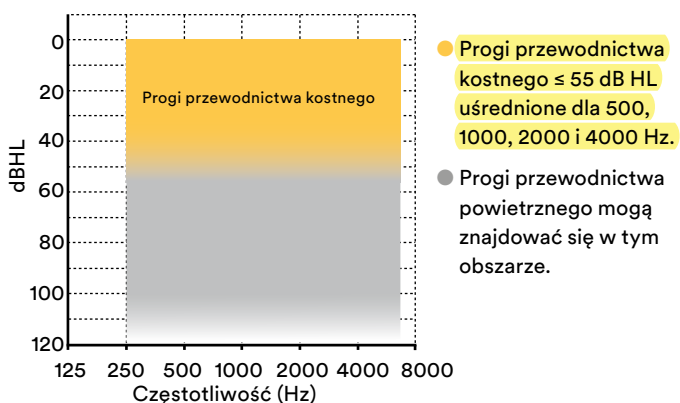 0
20
40
60
80
100
120
dBHL
Progi przewodnictwa kostnego
125 250 500 1000 2000 4000 8000
Częstotliwość (Hz)
Progi przewodnictwa
kostnego ≤ 55 dB HL
uśrednione dla 500,
1000, 2000 i 4000 Hz.
Progi przewodnictwa
powietrznego mogą
znajdować się w tym
obszarze.